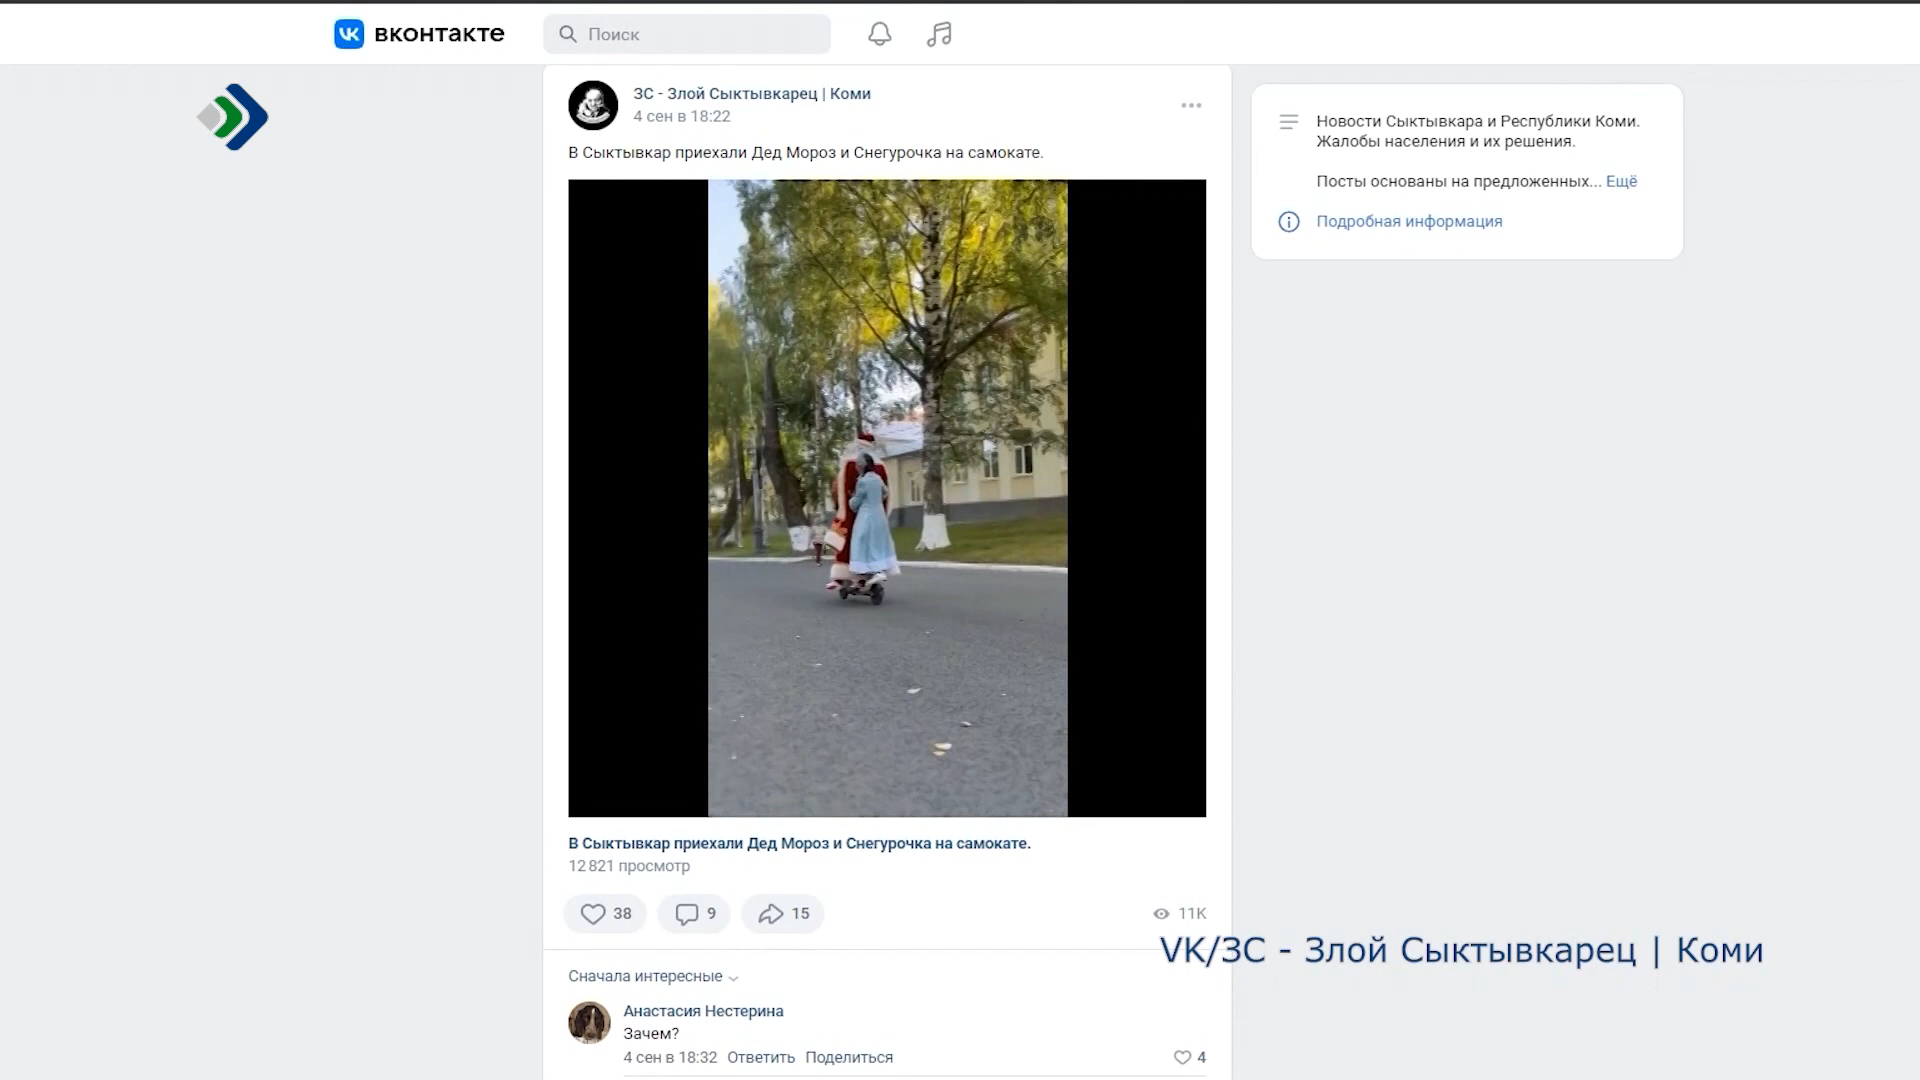 вконтакте
Поиск
ЗС - Злой Сыктывкарец | Коми
4 сен в 18:22
В Сыктывкар приехали Дед Мороз и Снегурочка на самокате.
Новости Сыктывкара и Республики Коми.
Жалобы населения и их решения.
Посты основаны на предложенных... Ещё
Подробная информация
В Сыктывкар приехали Дед Мороз и Снегурочка на самокате.
12 821 просмотр
38 9 15 11K
VK/ЗС - Злой Сыктывкарец | Коми
Сначала интересные
Анастасия Нестерина
Зачем?
4 сен в 18:32 Ответить Поделиться 4